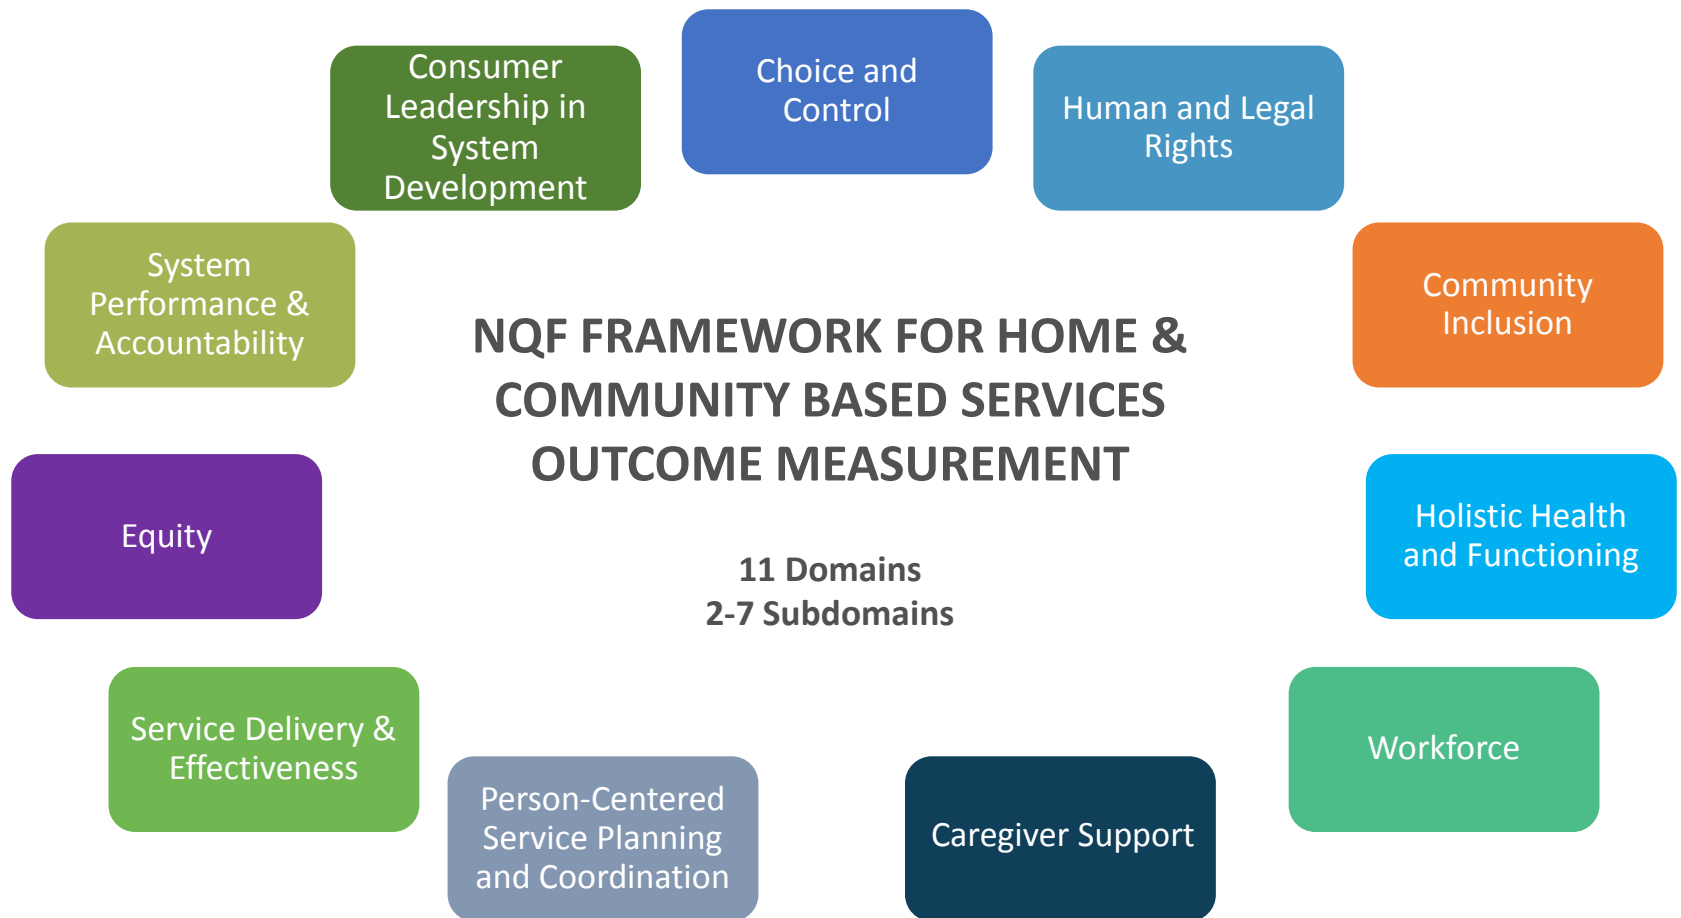 Consumer
Leadership in
System
Development
Choice and
Control
Human and Legal
Rights
System
Performance &
Accountability
Community
Inclusion
NQF FRAMEWORK FOR HOME &
COMMUNITY BASED SERVICES
OUTCOME MEASUREMENT
Equity
Holistic Health
and Functioning
11 Domains
2-7 Subdomains
Service Delivery &
Effectiveness
Workforce
Person-Centered
Service Planning
and Coordination
Caregiver Support